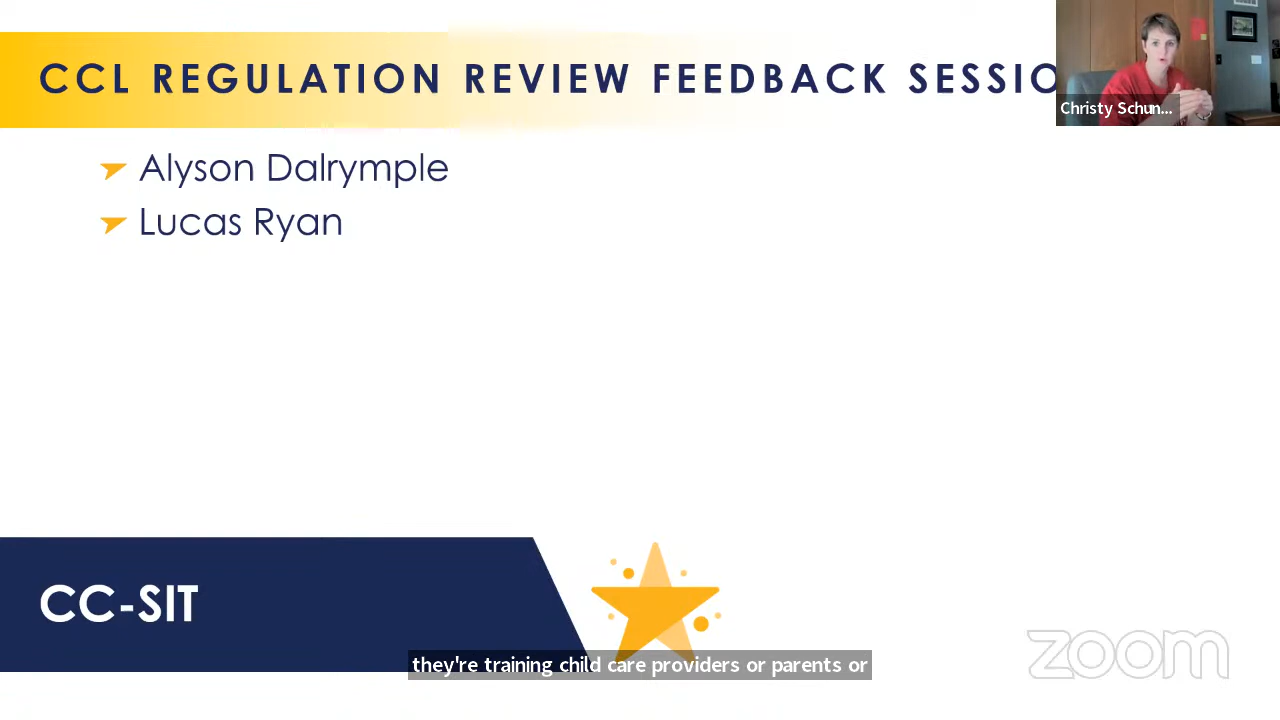 CCL REGULATION REVIEW FEEDBACK SESSIO
Christy Schun...
Alyson Dalrymple
Lucas Ryan
CC-SIT
they're training child care providers or parents or
zoom